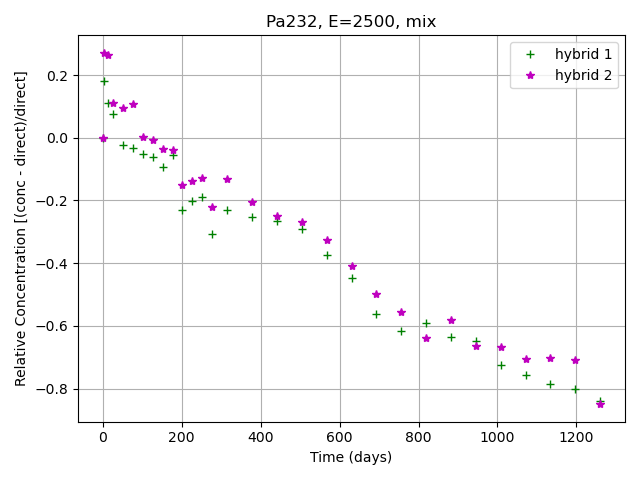 Pa232, E=2500, mix
hybrid 1
hybrid 2
Relative Concentration [(conc - direct)/direct]
0.2
0.0
−0.2
−0.4
−0.6
−0.8
0 200 400 600 800 1000 1200
Time (days)